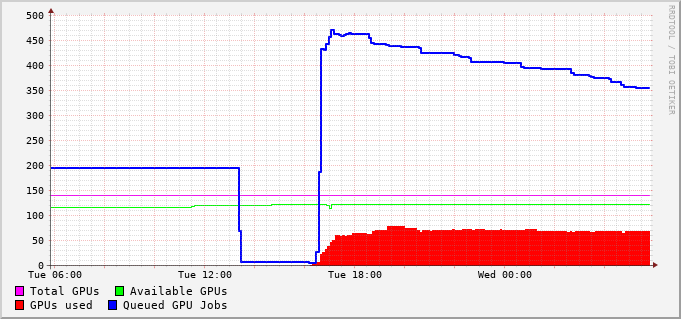 500
450
400
350
300
250
200
150
100
50
0
Tue 06:00 Tue 12:00 Tue 18:00 Wed 00:00
Total GPUs Available GPUs
GPUs used Queued GPU Jobs
RRDTOOL / TOBI OETIKER